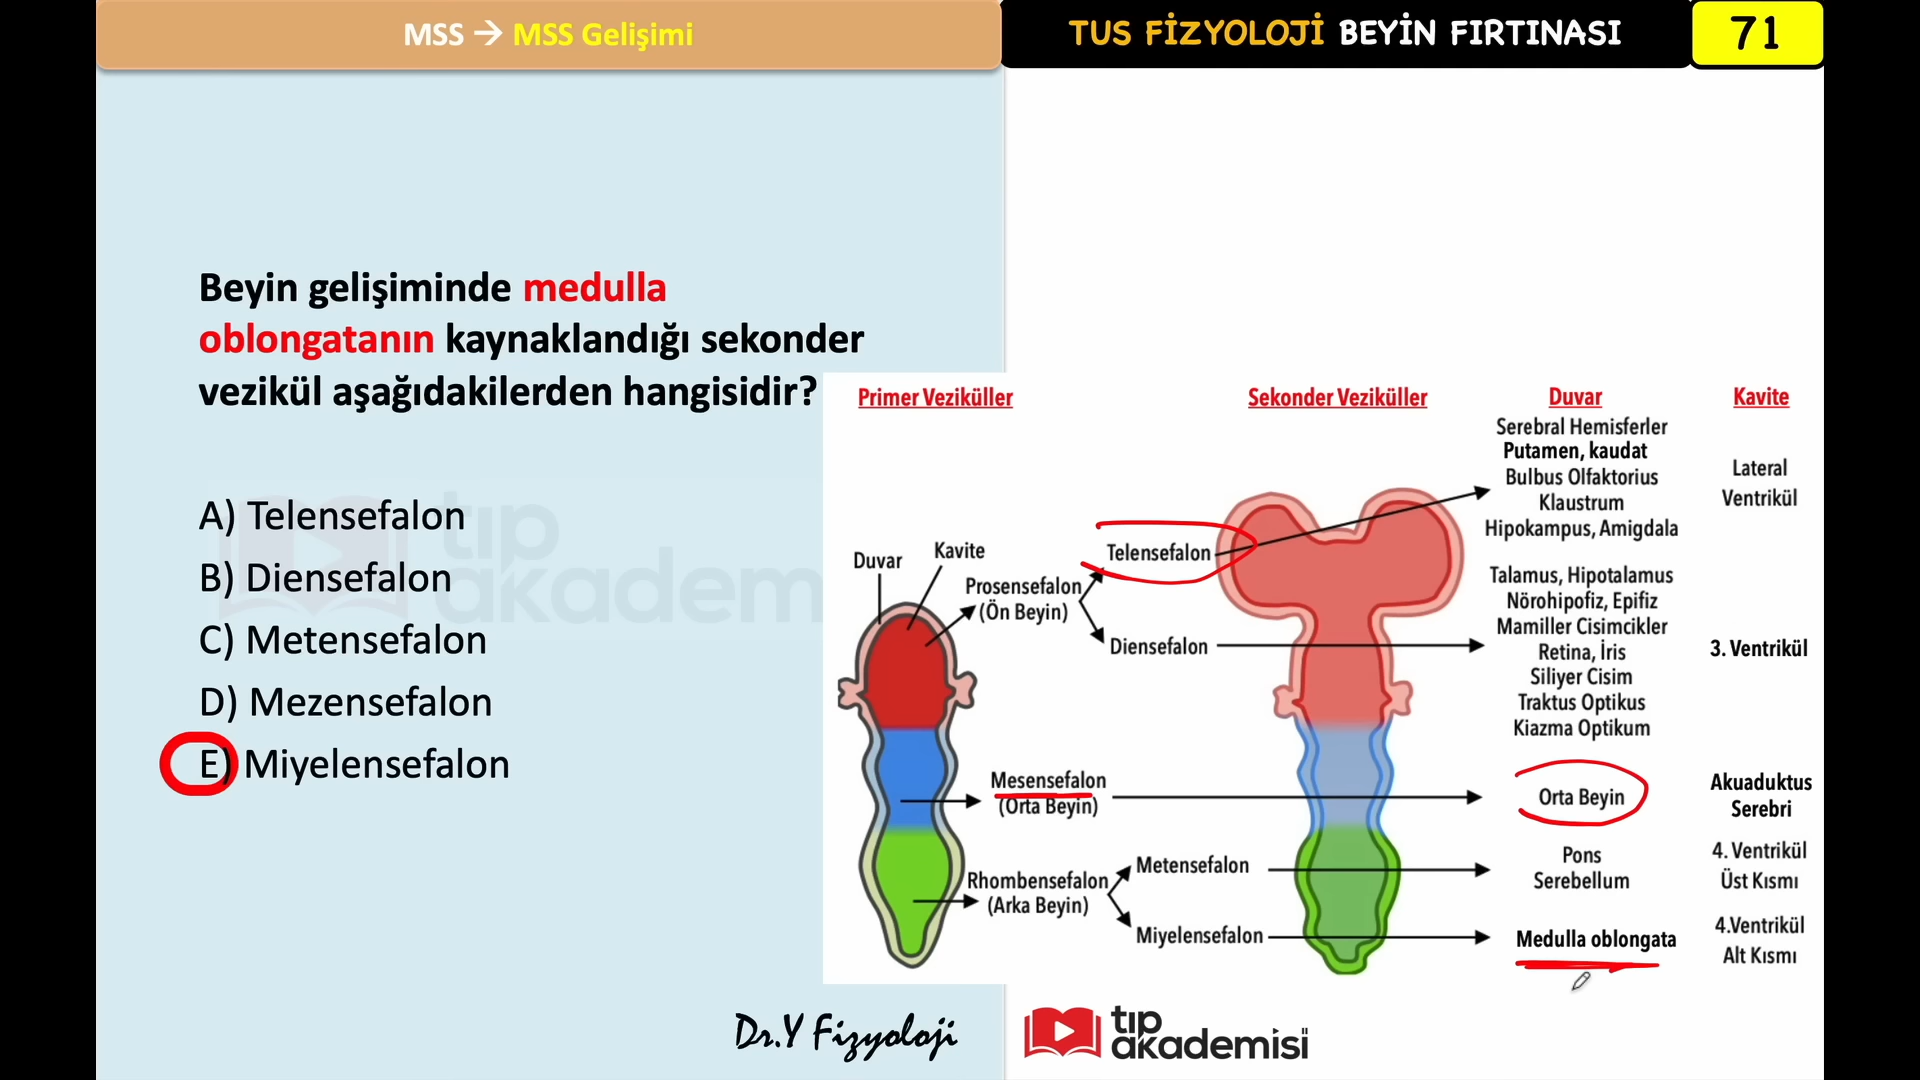 MSS → MSS Gelişimi
TUS FİZYOLOJİ BEYİN FIRTINASI
71
Beyin gelişiminde medulla
oblongatanın kaynaklandığı sekonder
vezikül aşağıdakilerden hangisidir?
A) Telensefalon
B) Diensefalon
C) Metensefalon
D) Mezensefalon
E) Miyelensefalon
tıp
akademi
Primer Veziküller
Sekonder Veziküller
Duvar
Kavite
Duvar
Kavite
Prosensefalon
(Ön Beyin)
Telensefalon
Diensefalon
Mesensefalon
(Orta Beyin)
Rhombensefalon
(Arka Beyin)
Metensefalon
Miyelensefalon
Serebral Hemisferler
Putamen, kaudat
Bulbus Olfaktorius
Klaustrum
Hipokampus, Amigdala
Lateral
Ventrikül
Talamus, Hipotalamus
Nörohipofiz, Epifiz
Mamiller Cisimcikler
Retina, İris
Siliyer Cisim
Traktus Optikus
Kiazma Optikum
3. Ventrikül
Orta Beyin
Akuaduktus
Serebri
Pons
Serebellum
4. Ventrikül
Üst Kısmı
Medulla oblongata
4.Ventrikül
Alt Kısmı
Dr.Y Fizyoloji
tıp
akademisi